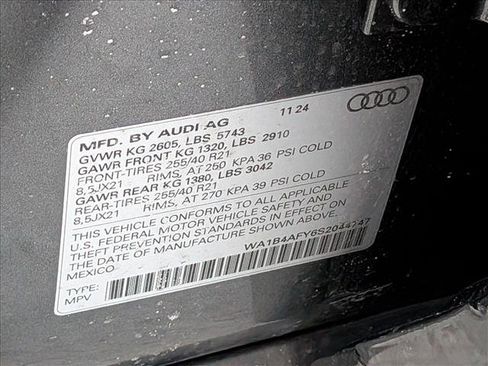 MFD. BY AUDI AG 11 24
GVWR KG 2605, LBS 5743
GAWR FRONT KG 1320, LBS 2910
FRONT-TIRES 255/40 R21
8,5JX21 RIMS, AT 250 KPA 36 PSI COLD
GAWR REAR KG 1380, LBS 3042
REAR-TIRES 255/40 R21
8,5JX21 RIMS, AT 270 KPA 39 PSI COLD
THIS VEHICLE CONFORMS TO ALL APPLICABLE
U.S. FEDERAL MOTOR VEHICLE SAFETY AND
THEFT PREVENTION STANDARDS IN EFFECT ON
THE DATE OF MANUFACTURE SHOWN ABOVE.
MEXICO.
TYPE:
MPV